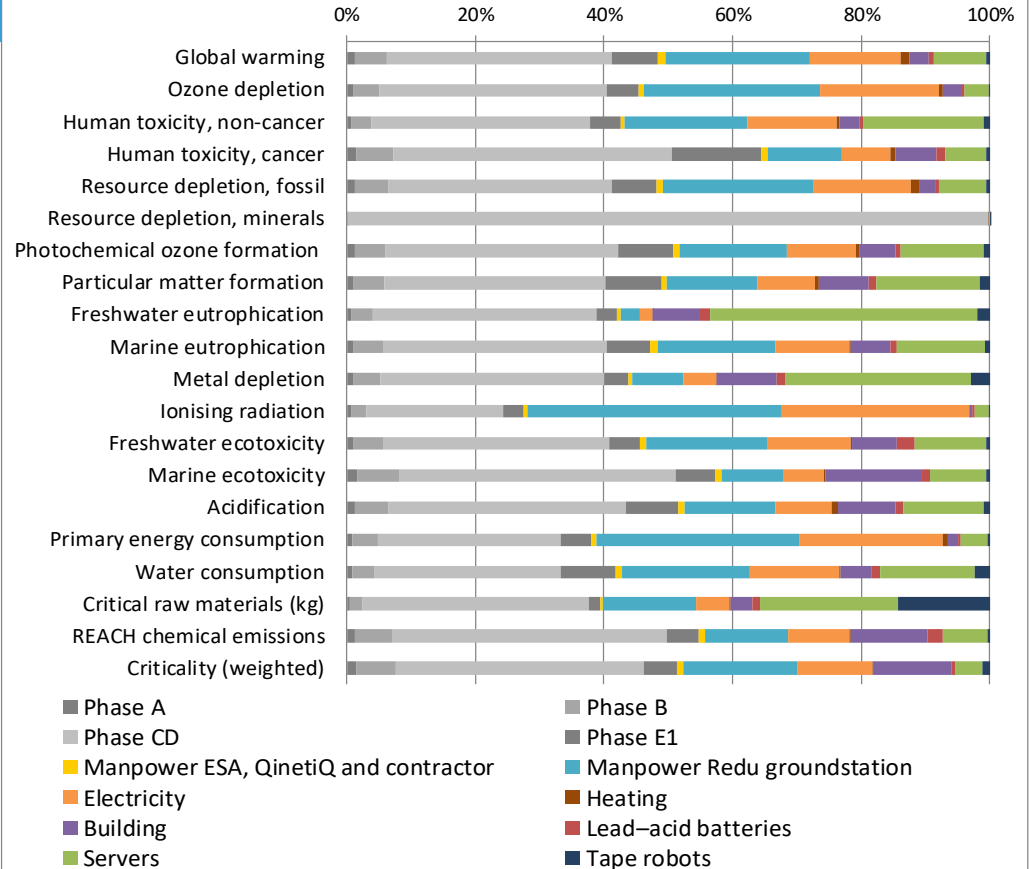 0% 20% 40% 60% 80% 100%
Global warming
Ozone depletion
Human toxicity, non-cancer
Human toxicity, cancer
Resource depletion, fossil
Resource depletion, minerals
Photochemical ozone formation
Particular matter formation
Freshwater eutrophication
Marine eutrophication
Metal depletion
Ionising radiation
Freshwater ecotoxicity
Marine ecotoxicity
Acidification
Primary energy consumption
Water consumption
Critical raw materials (kg)
REACH chemical emissions
Criticality (weighted)
Phase A Phase B
Phase CD Phase E1
Manpower ESA, QinetiQ and contractor Manpower Redu groundstation
Electricity Heating
Building Lead–acid batteries
Servers Tape robots